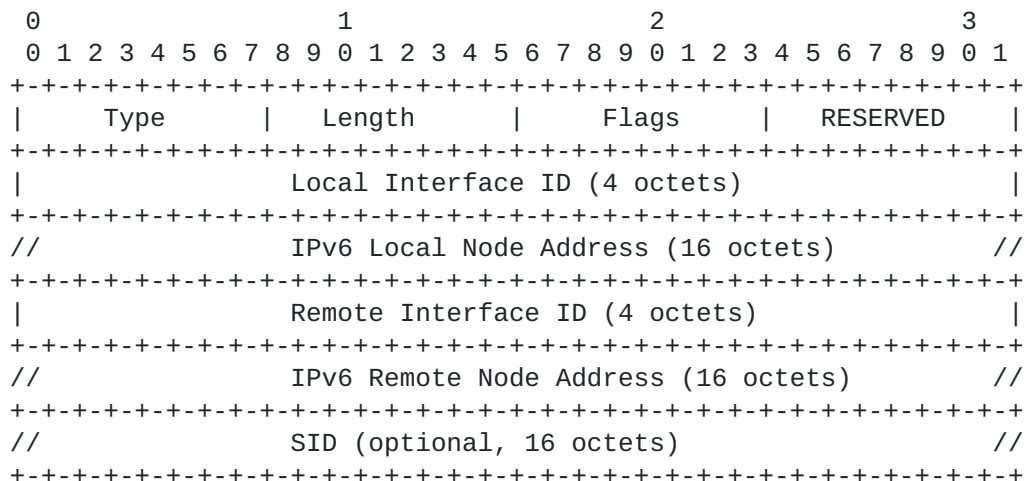 0                   1                   2                   3
 0 1 2 3 4 5 6 7 8 9 0 1 2 3 4 5 6 7 8 9 0 1 2 3 4 5 6 7 8 9 0 1
+-+-+-+-+-+-+-+-+-+-+-+-+-+-+-+-+-+-+-+-+-+-+-+-+-+-+-+-+-+-+-+-+
|     Type      |   Length      |     Flags     |   RESERVED    |
+-+-+-+-+-+-+-+-+-+-+-+-+-+-+-+-+-+-+-+-+-+-+-+-+-+-+-+-+-+-+-+-+
|                 Local Interface ID (4 octets)                 |
+-+-+-+-+-+-+-+-+-+-+-+-+-+-+-+-+-+-+-+-+-+-+-+-+-+-+-+-+-+-+-+-+
//                IPv6 Local Node Address (16 octets)          //
+-+-+-+-+-+-+-+-+-+-+-+-+-+-+-+-+-+-+-+-+-+-+-+-+-+-+-+-+-+-+-+-+
|                 Remote Interface ID (4 octets)                |
+-+-+-+-+-+-+-+-+-+-+-+-+-+-+-+-+-+-+-+-+-+-+-+-+-+-+-+-+-+-+-+-+
//                IPv6 Remote Node Address (16 octets)         //
+-+-+-+-+-+-+-+-+-+-+-+-+-+-+-+-+-+-+-+-+-+-+-+-+-+-+-+-+-+-+-+-+
//                SID (optional, 16 octets)                    //
+-+-+-+-+-+-+-+-+-+-+-+-+-+-+-+-+-+-+-+-+-+-+-+-+-+-+-+-+-+-+-+-+